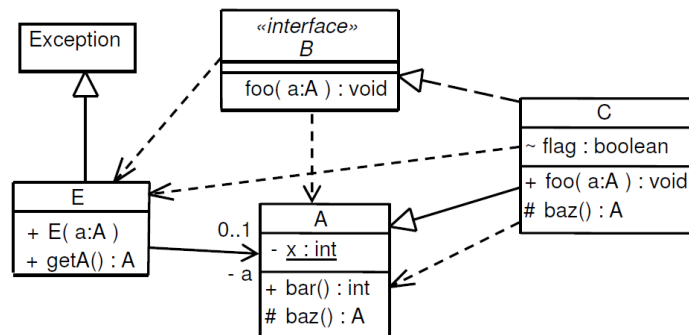 Exception
«interface»
B
foo( a:A ) : void
C
~ flag : boolean
+ foo( a:A ) : void
# baz() : A
E
+ E( a:A )
+ getA() : A
0..1
- a
A
- x : int
+ bar() : int
# baz() : A